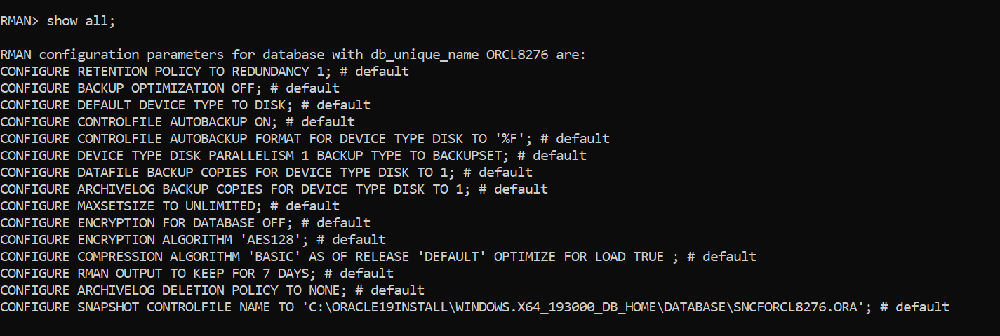 RMAN> show all;
RMAN configuration parameters for database with db_unique_name ORCL8276 are:
CONFIGURE RETENTION POLICY TO REDUNDANCY 1; # default
CONFIGURE BACKUP OPTIMIZATION OFF; # default
CONFIGURE DEFAULT DEVICE TYPE TO DISK; # default
CONFIGURE CONTROLFILE AUTOBACKUP ON; # default
CONFIGURE CONTROLFILE AUTOBACKUP FORMAT FOR DEVICE TYPE DISK TO '%F'; # default
CONFIGURE DEVICE TYPE DISK PARALLELISM 1 BACKUP TYPE TO BACKUPSET; # default
CONFIGURE DATAFILE BACKUP COPIES FOR DEVICE TYPE DISK TO 1; # default
CONFIGURE ARCHIVELOG BACKUP COPIES FOR DEVICE TYPE DISK TO 1; # default
CONFIGURE MAXSETSIZE TO UNLIMITED; # default
CONFIGURE ENCRYPTION FOR DATABASE OFF; # default
CONFIGURE ENCRYPTION ALGORITHM 'AES128'; # default
CONFIGURE COMPRESSION ALGORITHM 'BASIC' AS OF RELEASE 'DEFAULT' OPTIMIZE FOR LOAD TRUE ; # default
CONFIGURE RMAN OUTPUT TO KEEP FOR 7 DAYS; # default
CONFIGURE ARCHIVELOG DELETION POLICY TO NONE; # default
CONFIGURE SNAPSHOT CONTROLFILE NAME TO 'C:\ORACLE19INSTALL\WINDOWS.X64_193000_DB_HOME\DATABASE\SNCFORCL8276.ORA'; # default